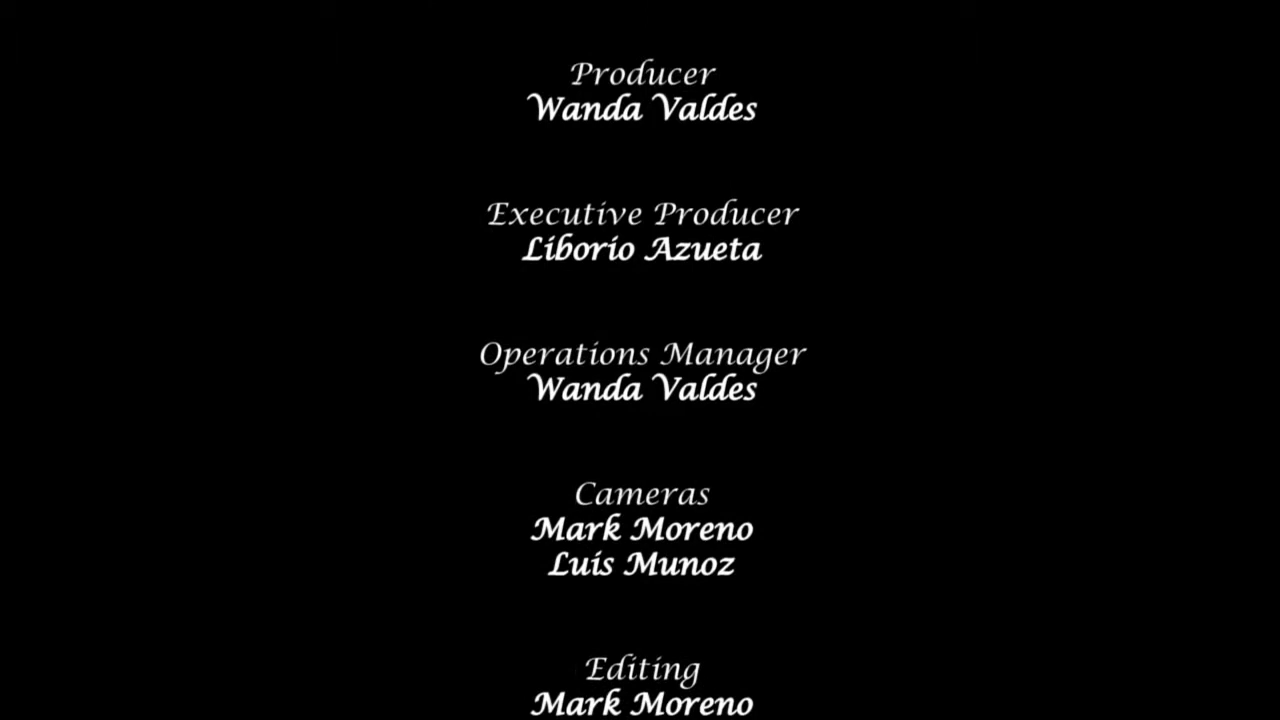 Producer
Wanda Valdes
Executive Producer
Liborio Azueta
Operations Manager
Wanda Valdes
Cameras
Mark Moreno
Luis Munoz
Editing
Mark Moreno